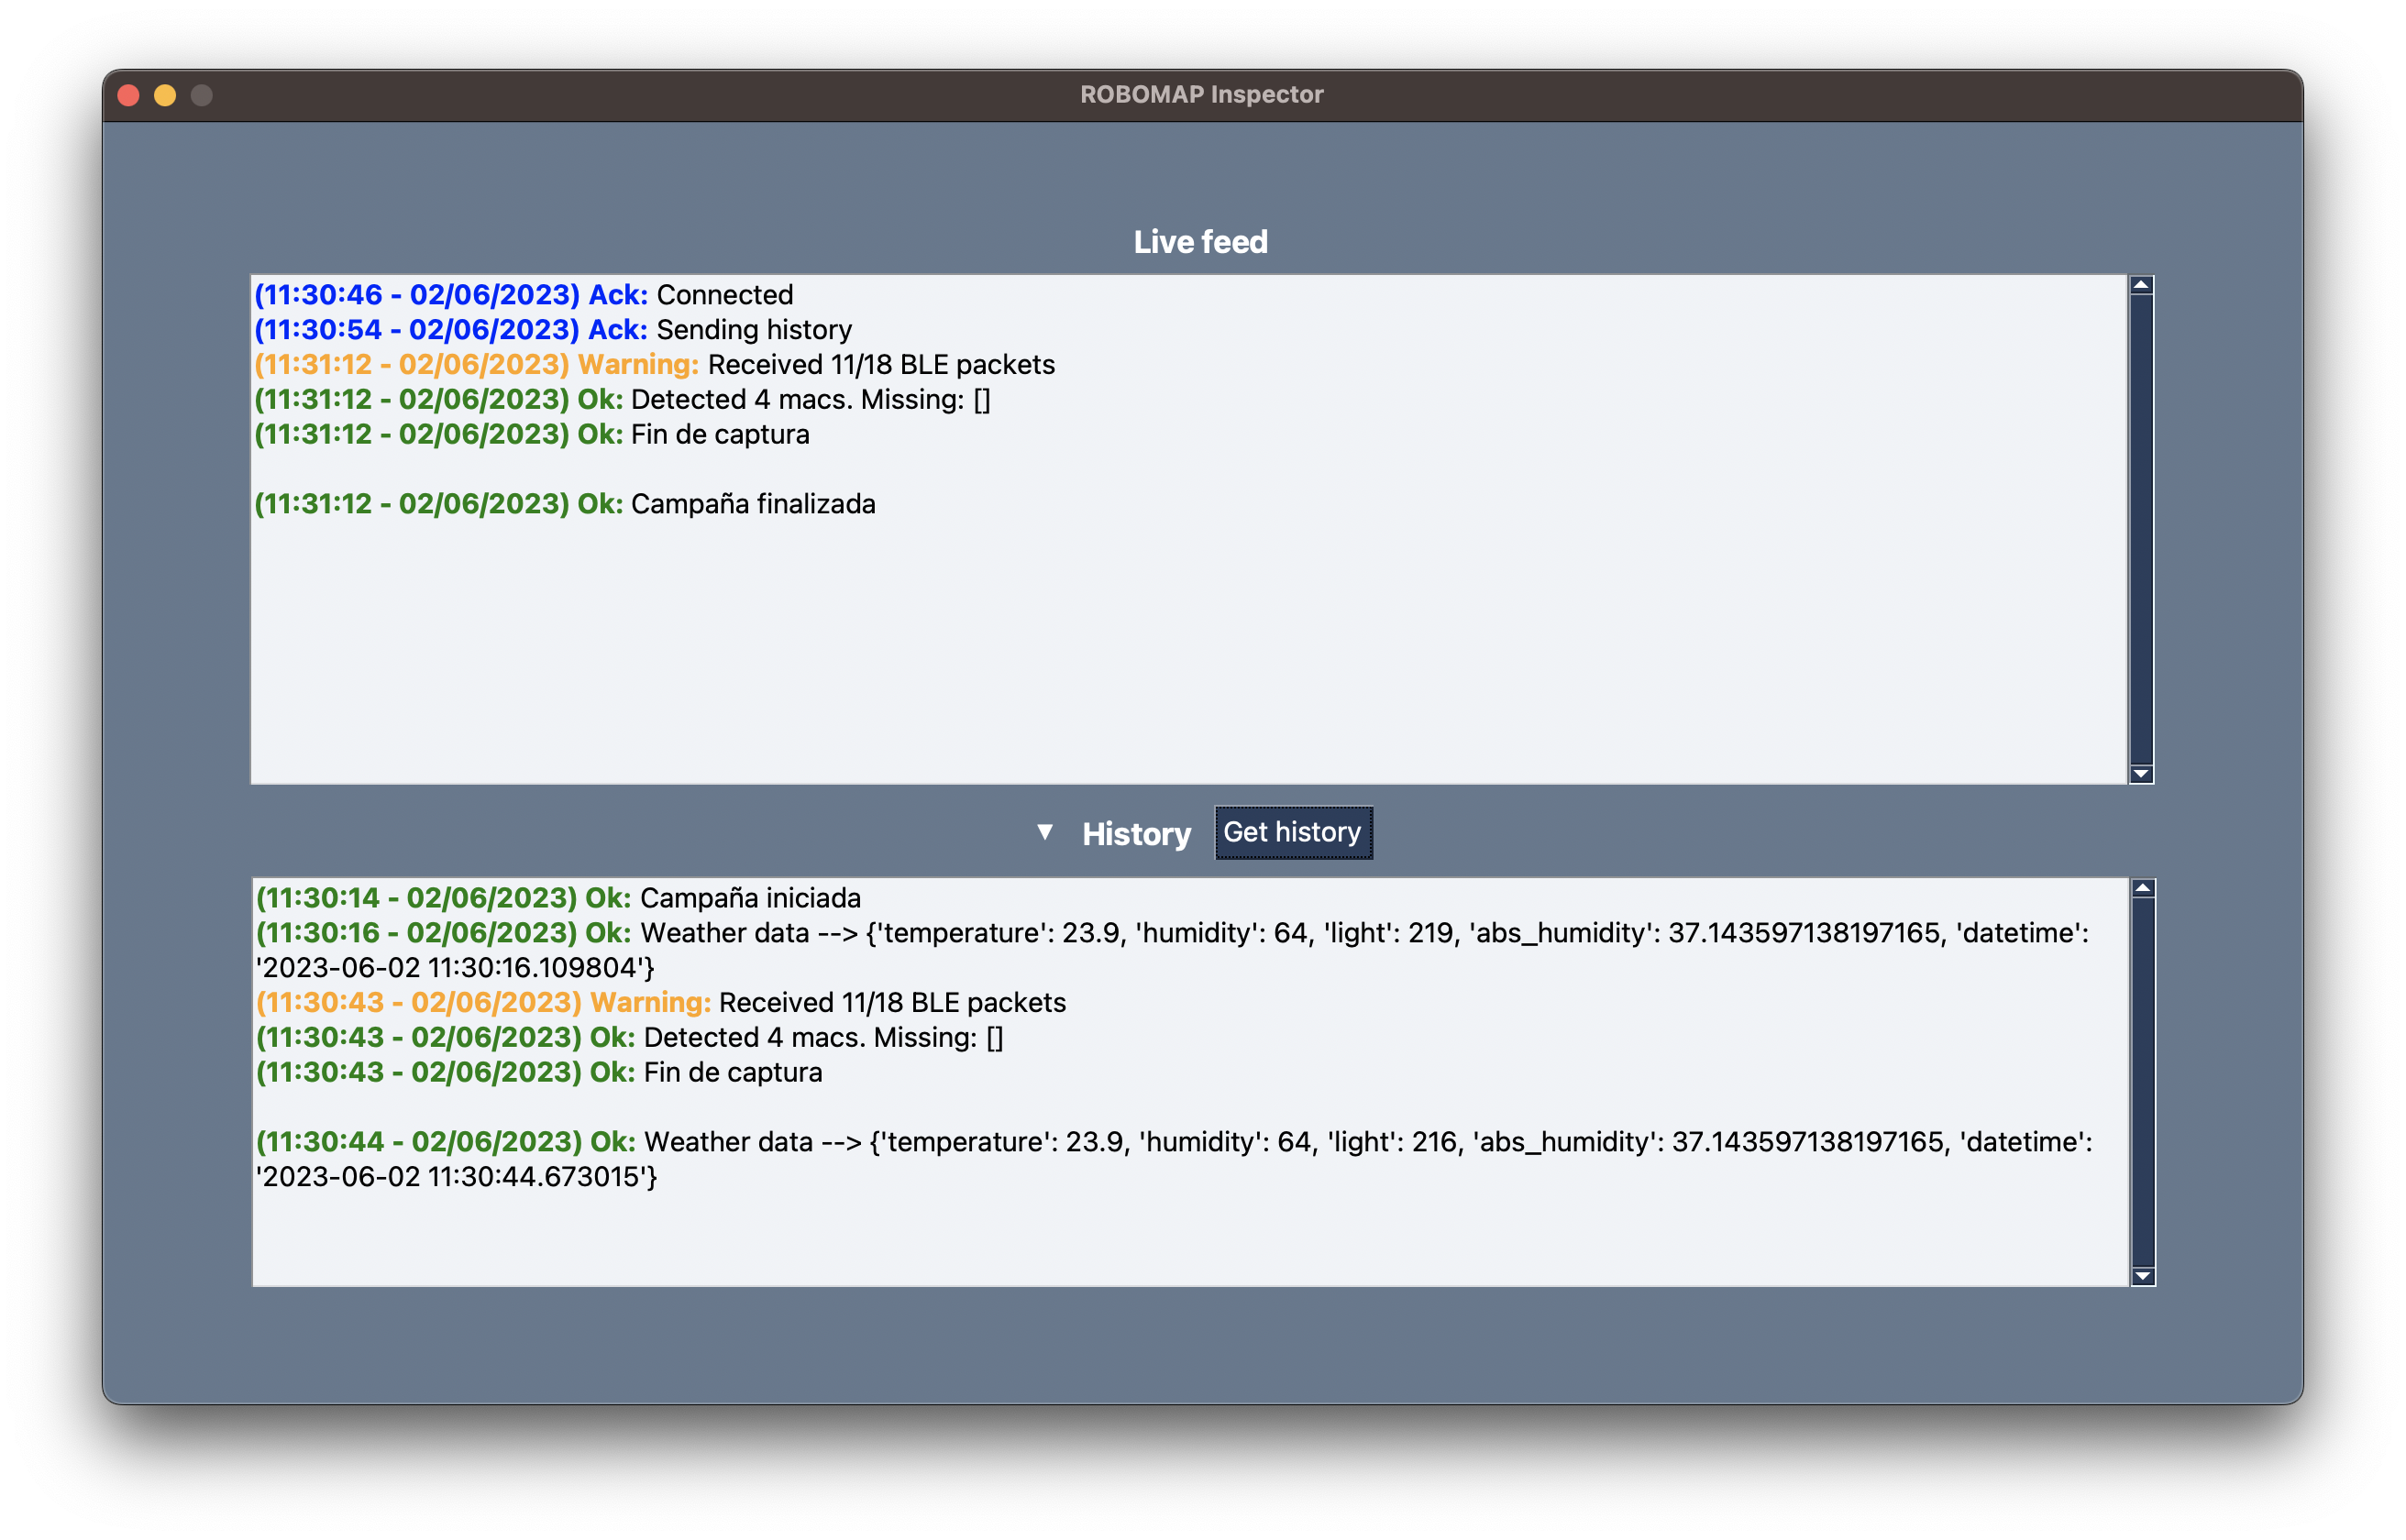 ROBOMAP Inspector
Live feed
(11:30:46 - 02/06/2023) Ack: Connected
(11:30:54 - 02/06/2023) Ack: Sending history
(11:31:12 - 02/06/2023) Warning: Received 11/18 BLE packets
(11:31:12 - 02/06/2023) Ok: Detected 4 macs. Missing: []
(11:31:12 - 02/06/2023) Ok: Fin de captura
(11:31:12 - 02/06/2023) Ok: Campaña finalizada
▼ History Get history
(11:30:14 - 02/06/2023) Ok: Campaña iniciada
(11:30:16 - 02/06/2023) Ok: Weather data --> {'temperature': 23.9, 'humidity': 64, 'light': 219, 'abs_humidity': 37.143597138197165, 'datetime':
'2023-06-02 11:30:16.109804'}
(11:30:43 - 02/06/2023) Warning: Received 11/18 BLE packets
(11:30:43 - 02/06/2023) Ok: Detected 4 macs. Missing: []
(11:30:43 - 02/06/2023) Ok: Fin de captura
(11:30:44 - 02/06/2023) Ok: Weather data --> {'temperature': 23.9, 'humidity': 64, 'light': 216, 'abs_humidity': 37.143597138197165, 'datetime':
'2023-06-02 11:30:44.673015'}